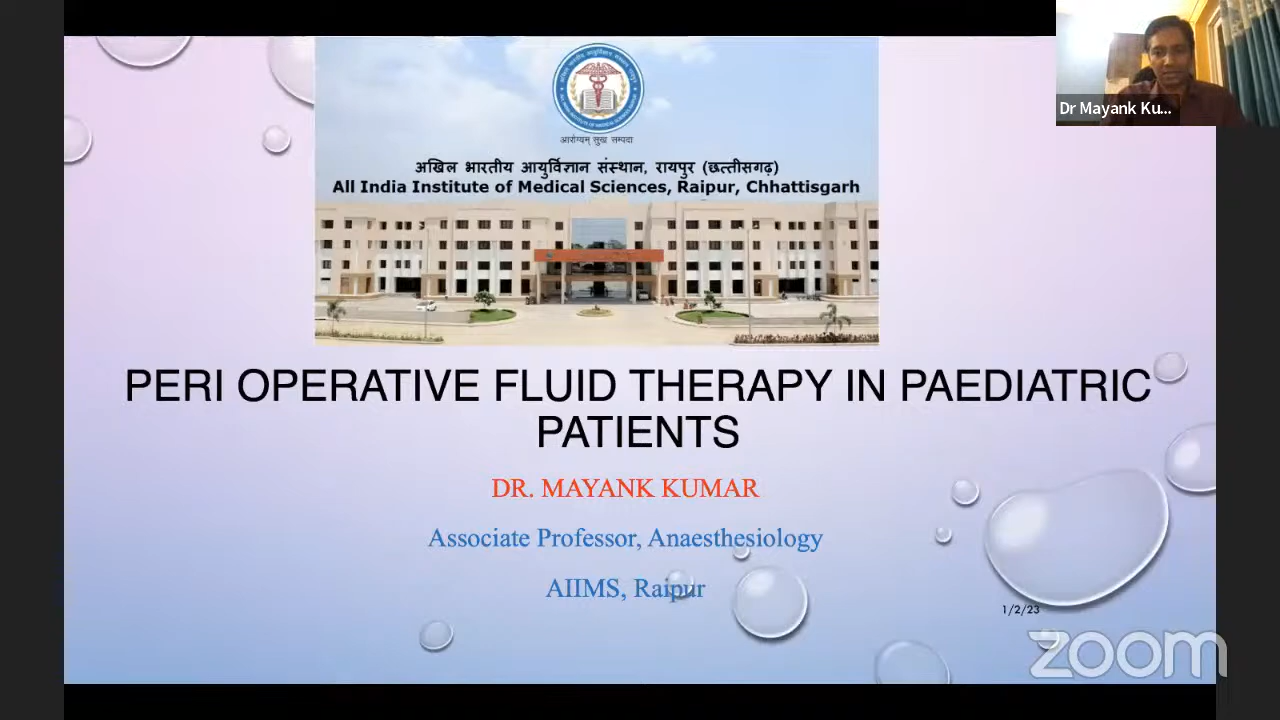 आरोग्यम् सुख सम्पदा
अखिल भारतीय आयुर्विज्ञान संस्थान, रायपुर (छत्तीसगढ़)
All India Institute of Medical Sciences, Raipur, Chhattisgarh
PERI OPERATIVE FLUID THERAPY IN PAEDIATRIC
PATIENTS
DR. MAYANK KUMAR
Associate Professor, Anaesthesiology
AIIMS, Raipur
1/2/23
zoom
Dr Mayank Ku...